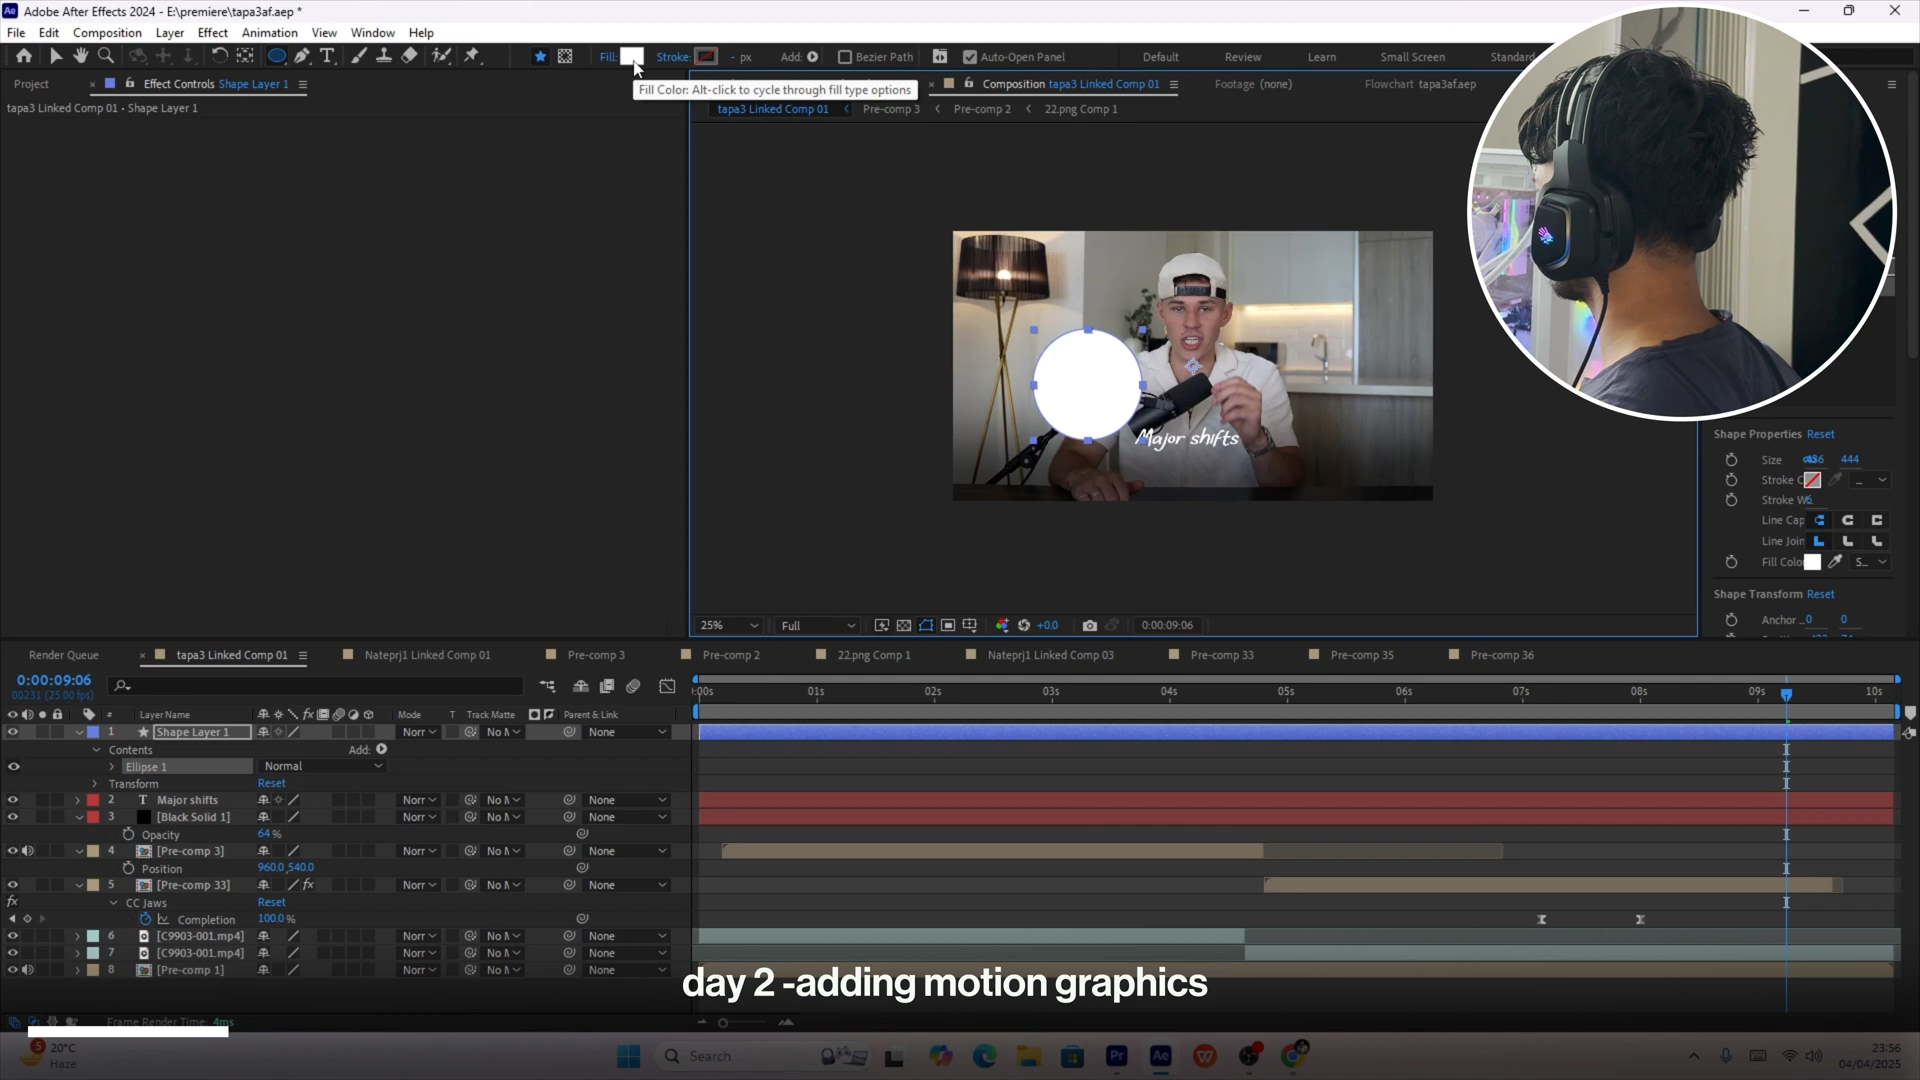 Ae Adobe After Effects 2024 - E:\premiere\tapa3af.aep *
File Edit Composition Layer Effect Animation View Window Help
Fill: Stroke: - px Add: Bezier Path Auto-Open Panel Default Review Learn Small Screen Standard
Project Effect Controls Shape Layer 1
Fill Color: Alt-click to cycle through fill type options
Composition tapa3 Linked Comp 01 Footage (none) Flowchart tapa3af.aep
tapa3 Linked Comp 01 • Shape Layer 1
tapa3 Linked Comp 01 Pre-comp 3 Pre-comp 2 22.png Comp 1
Major shifts
Shape Properties Reset
Size 444
Stroke C
Stroke W
Line Cap
Line Join
Fill Colo S...
Shape Transform Reset
Anchor ... 0 0
25% Full +0.0 0:00:09:06
Render Queue tapa3 Linked Comp 01 Nateprj1 Linked Comp 01 Pre-comp 3 Pre-comp 2 22.png Comp 1 Nateprj1 Linked Comp 03 Pre-comp 33 Pre-comp 35 Pre-comp 36
0:00:09:06
00231 (25.00 fps)
:00s 01s 02s 03s 04s 05s 06s 07s 08s 09s 10s
# Layer Name fx Mode T Track Matte Parent & Link
1 Shape Layer 1 Norr No M None
Contents Add:
Ellipse 1 Normal
Transform Reset
2 T Major shifts Norr No M None
3 [Black Solid 1] Norr No M None
Opacity 64 %
4 [Pre-comp 3] Norr No M None
Position 960.0,540.0
5 [Pre-comp 33] fx Norr No M None
fx CC Jaws Reset
Completion 100.0 %
6 [C9903-001.mp4] Norr No M None
7 [C9903-001.mp4] Norr No M None
8 [Pre-comp 1] Norr No M None
day 2 -adding motion graphics
Frame Render Time: 4ms
5 20°C
Haze
Search
Pr Ae
23:56
04/04/2025